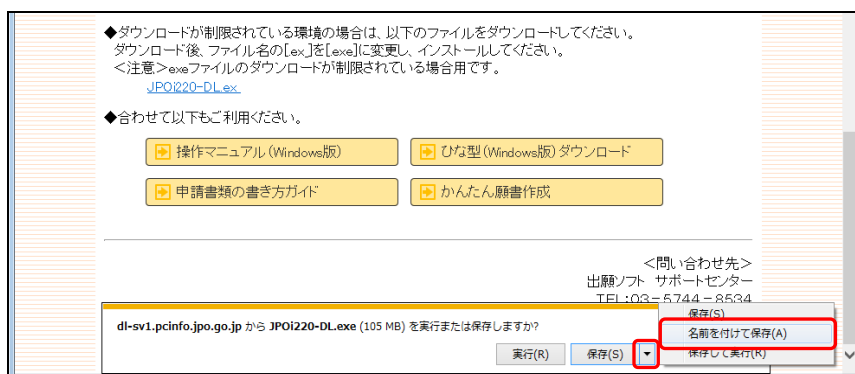 ◆ダウンロードが制限されている環境の場合は、以下のファイルをダウンロードしてください。
ダウンロード後、ファイル名の[ex_]を[exe]に変更し、インストールしてください。
<注意>exeファイルのダウンロードが制限されている場合用です。
JPOi220-DL.ex_
◆合わせて以下もご利用ください。
操作マニュアル(Windows版)
ひな型(Windows版)ダウンロード
申請書類の書き方ガイド
かんたん願書作成
<問い合わせ先>
出願ソフト サポートセンター
TEL:03-5744-8534
dl-sv1.pcinfo.jpo.go.jp から JPOi220-DL.exe (105 MB) を実行または保存しますか?
実行(R)
保存(S)
保存(S)
名前を付けて保存(A)
保存して実行(R)